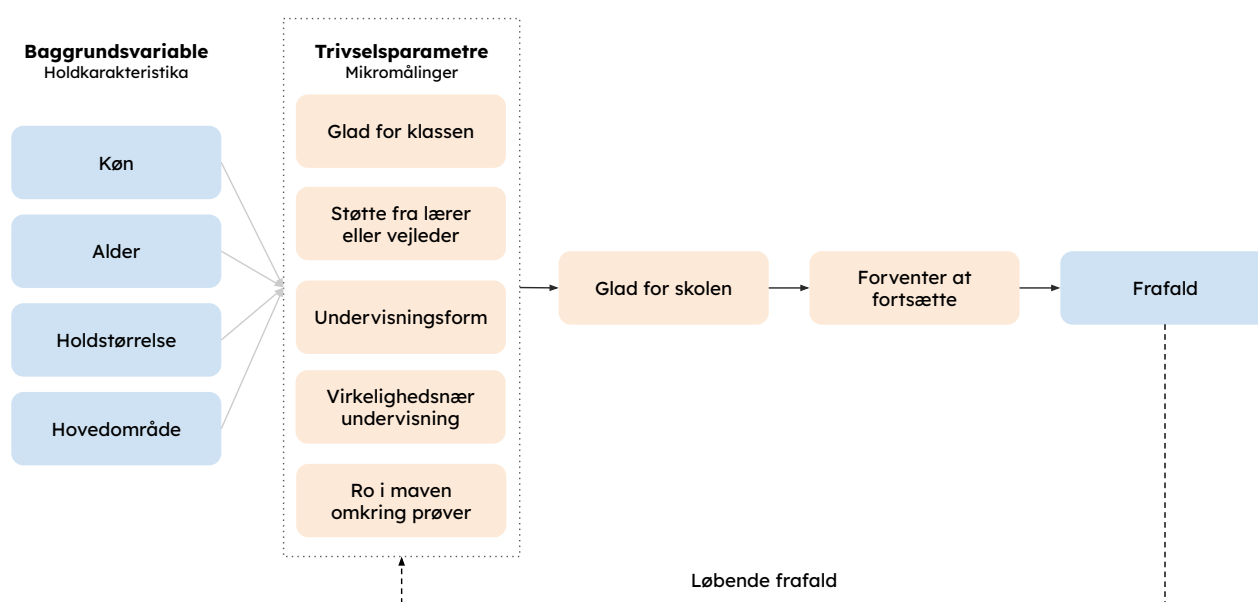 Baggrundsvariable
Holdkarakteristika
Køn
Alder
Holdstørrelse
Hovedområde
Trivselsparametre
Mikromålinger
Glad for klassen
Støtte fra lærer
eller vejleder
Undervisningsform
Virkelighedsnær
undervisning
Ro i maven
omkring prøver
Glad for skolen
Forventer at
fortsætte
Frafald
Løbende frafald